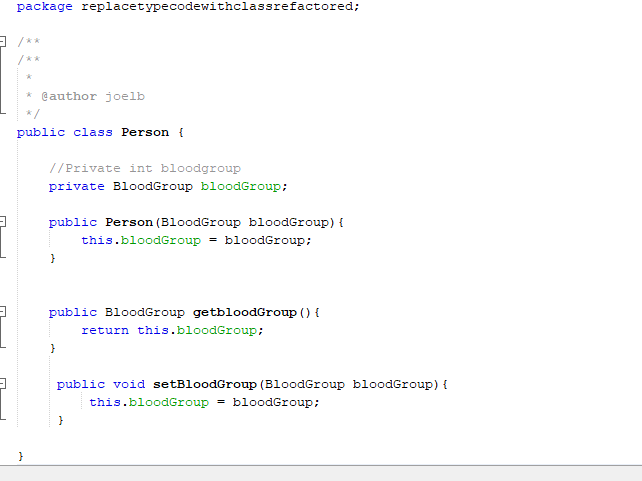 package replacetypecodewithclassrefactored;
/**
/**
*
* @author joelb
*/
public class Person {
//Private int bloodgroup
private BloodGroup bloodGroup;
public Person(BloodGroup bloodGroup){
this.bloodGroup = bloodGroup;
}
public BloodGroup getbloodGroup(){
return this.bloodGroup;
}
public void setBloodGroup(BloodGroup bloodGroup){
this.bloodGroup = bloodGroup;
}
}